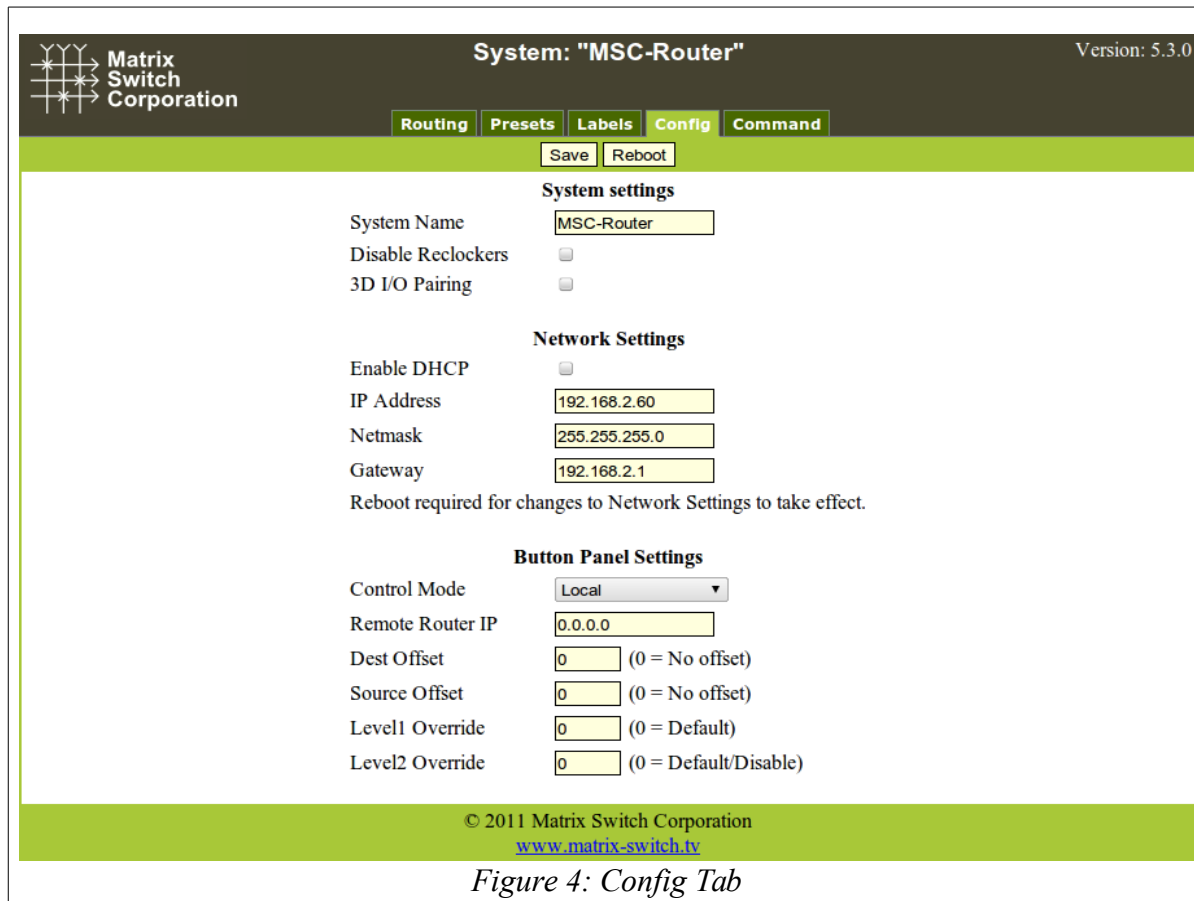 Matrix
Switch
Corporation
System: "MSC-Router"
Version: 5.3.0
Routing Presets Labels Config Command
Save Reboot
System settings
System Name MSC-Router
Disable Reclockers
3D I/O Pairing
Network Settings
Enable DHCP
IP Address 192.168.2.60
Netmask 255.255.255.0
Gateway 192.168.2.1
Reboot required for changes to Network Settings to take effect.
Button Panel Settings
Control Mode Local
Remote Router IP 0.0.0.0
Dest Offset 0 (0 = No offset)
Source Offset 0 (0 = No offset)
Level1 Override 0 (0 = Default)
Level2 Override 0 (0 = Default/Disable)
© 2011 Matrix Switch Corporation
www.matrix-switch.tv
Figure 4: Config Tab